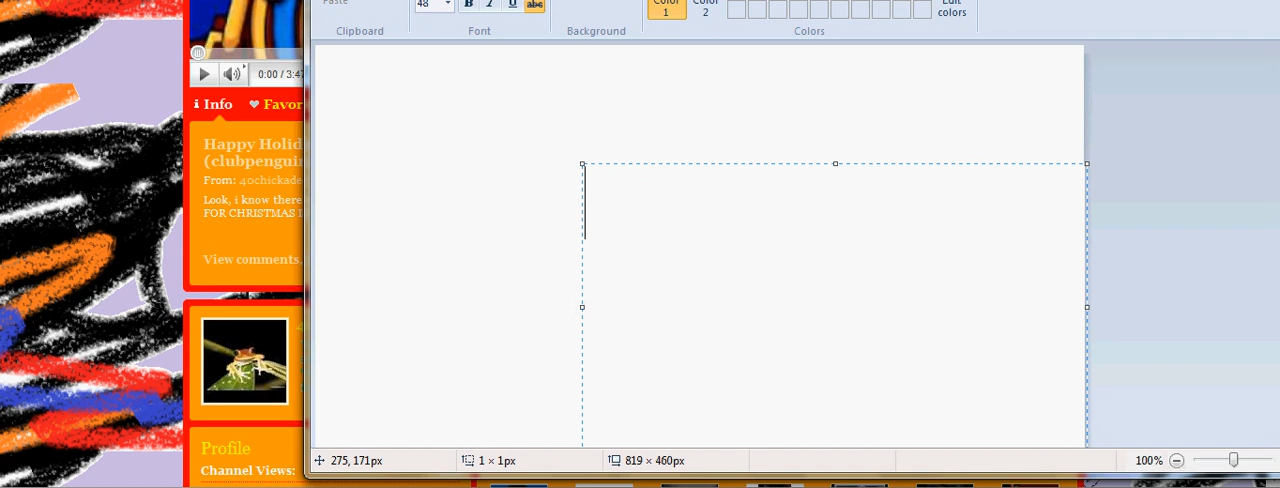 Paste
48
B I U abc
Color 1
Color 2
Edit colors
Clipboard
Font
Background
Colors
0:00 / 3:47
Info
Favor
Happy Holid
(clubpengui
From: 40chickade
Look, i know there
FOR CHRISTMAS I
View comments.
Profile
Channel Views:
275, 171px
1 × 1px
819 × 460px
100%